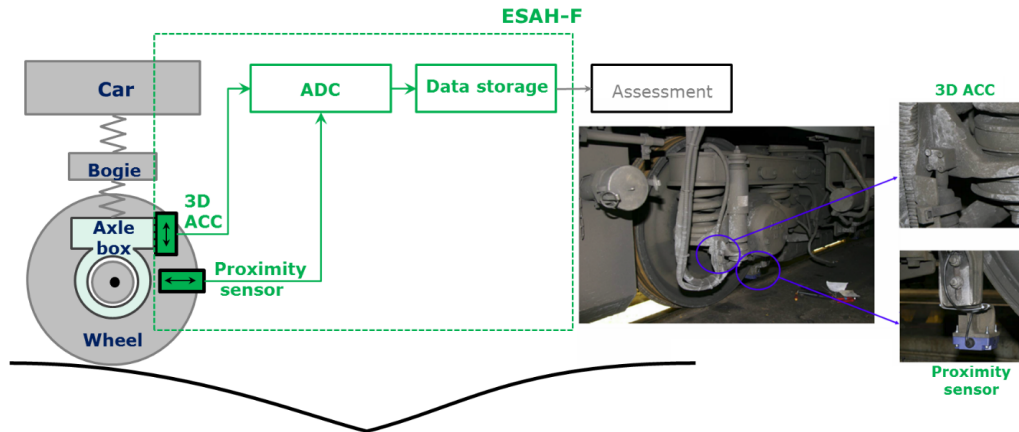 ESAH-F
Car
ADC
Data storage
Assessment
3D ACC
Bogie
3D
ACC
Axle
box
Proximity
sensor
Wheel
Proximity
sensor